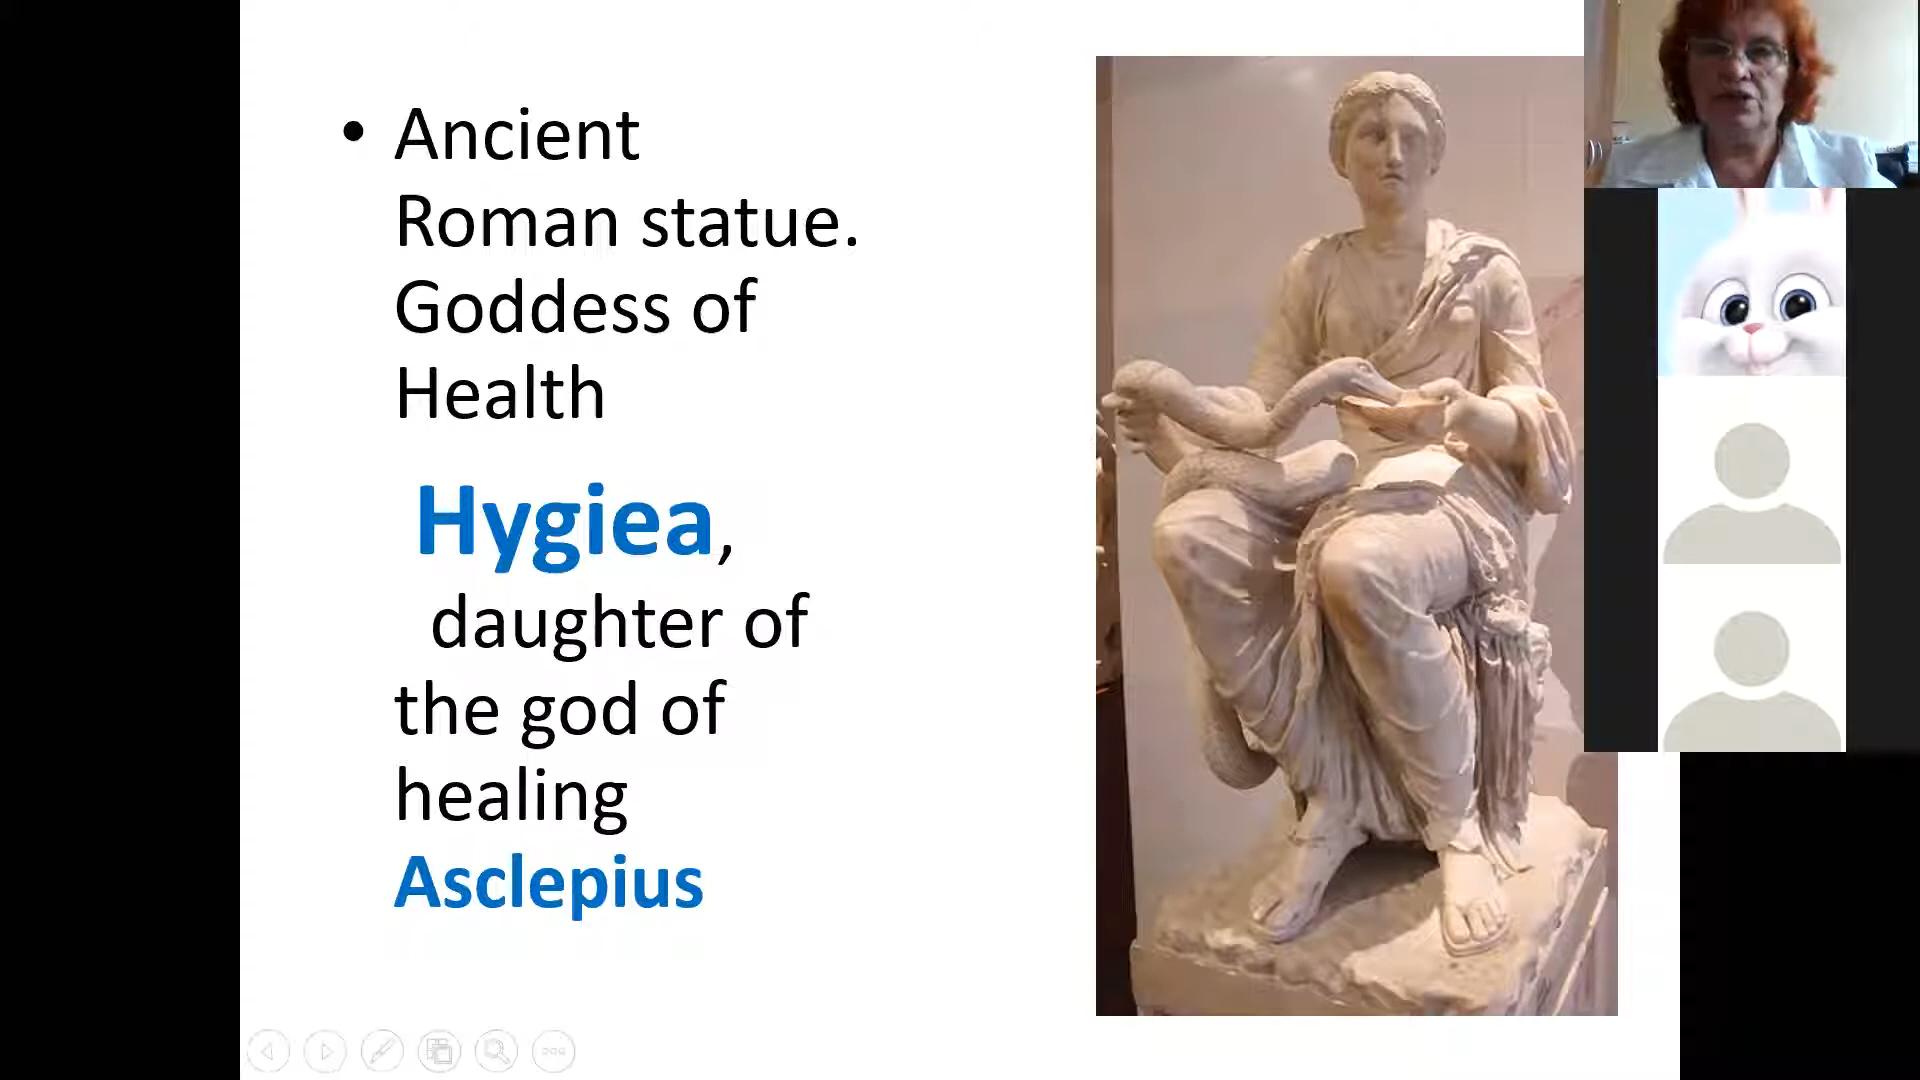 • Ancient
Roman statue.
Goddess of
Health
Hygiea,
daughter of
the god of
healing
Asclepius